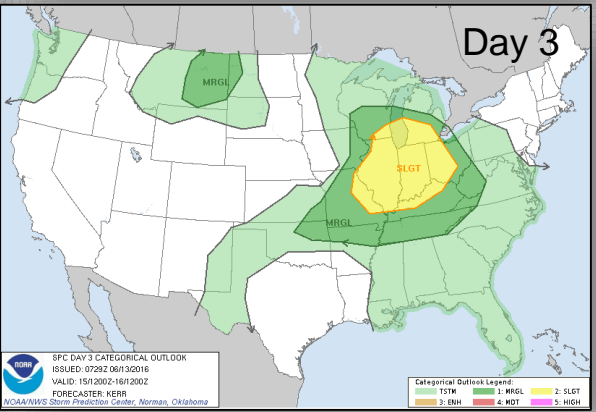 Day 3
MRGL
SLGT
MRGL
NOAA
SPC DAY 3 CATEGORICAL OUTLOOK
ISSUED: 0729Z 06/13/2016
VALID: 15/1200Z-16/1200Z
FORECASTER: KERR
NOAA/NWS Storm Prediction Center, Norman, Oklahoma
Categorical Outlook Legend:
TSTM 1: MRGL 2: SLGT
3: ENH 4: MDT 5: HIGH